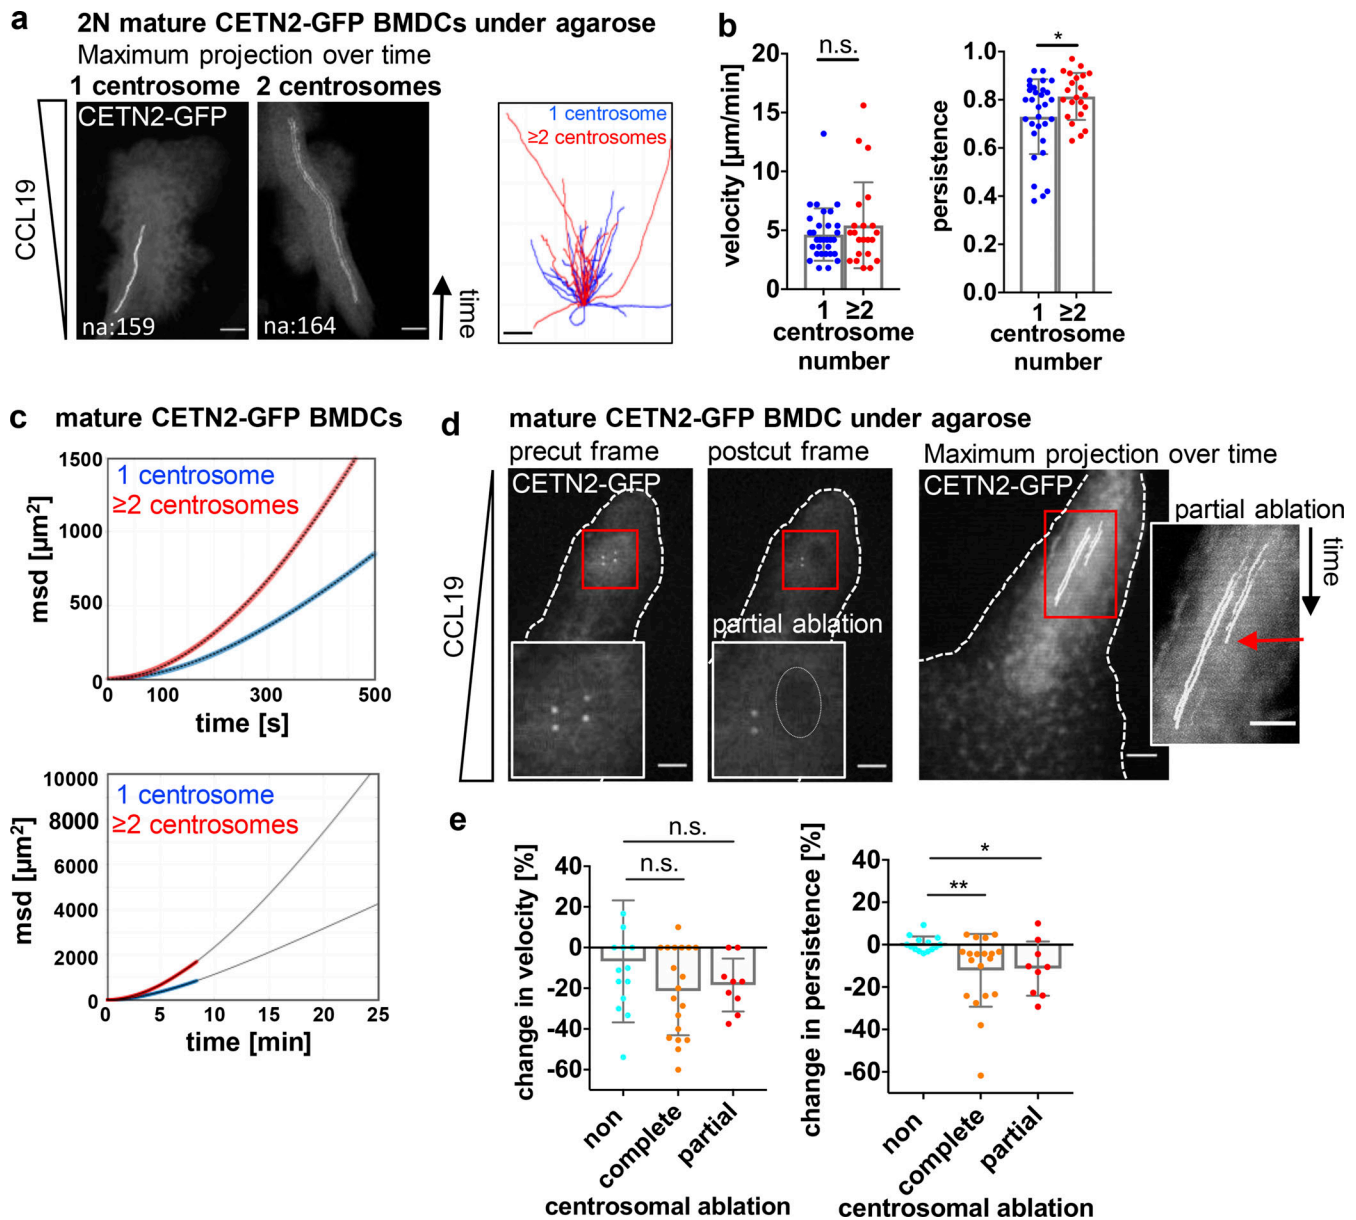 a
2N mature CETN2-GFP BMDCs under agarose
Maximum projection over time
1 centrosome
2 centrosomes
CETN2-GFP
CCL19
na:159
na:164
time
1 centrosome
≥2 centrosomes
b
velocity [µm/min]
20
15
10
5
0
n.s.
1
≥2
centrosome
number
persistence
1.0
0.8
0.6
0.4
0.2
0.0
*
1
≥2
centrosome
number
c
mature CETN2-GFP BMDCs
1 centrosome
≥2 centrosomes
msd [µm²]
1500
1000
500
0
0
100
300
500
time [s]
1 centrosome
≥2 centrosomes
msd [µm²]
10000
8000
6000
4000
2000
0
0
5
10
15
20
25
time [min]
d
mature CETN2-GFP BMDC under agarose
precut frame
postcut frame
Maximum projection over time
CETN2-GFP
CETN2-GFP
CCL19
partial ablation
partial ablation
time
e
change in velocity [%]
40
20
0
-20
-40
-60
n.s.
n.s.
non
complete
partial
centrosomal ablation
change in persistence [%]
40
20
0
-20
-40
-60
*
**
non
complete
partial
centrosomal ablation